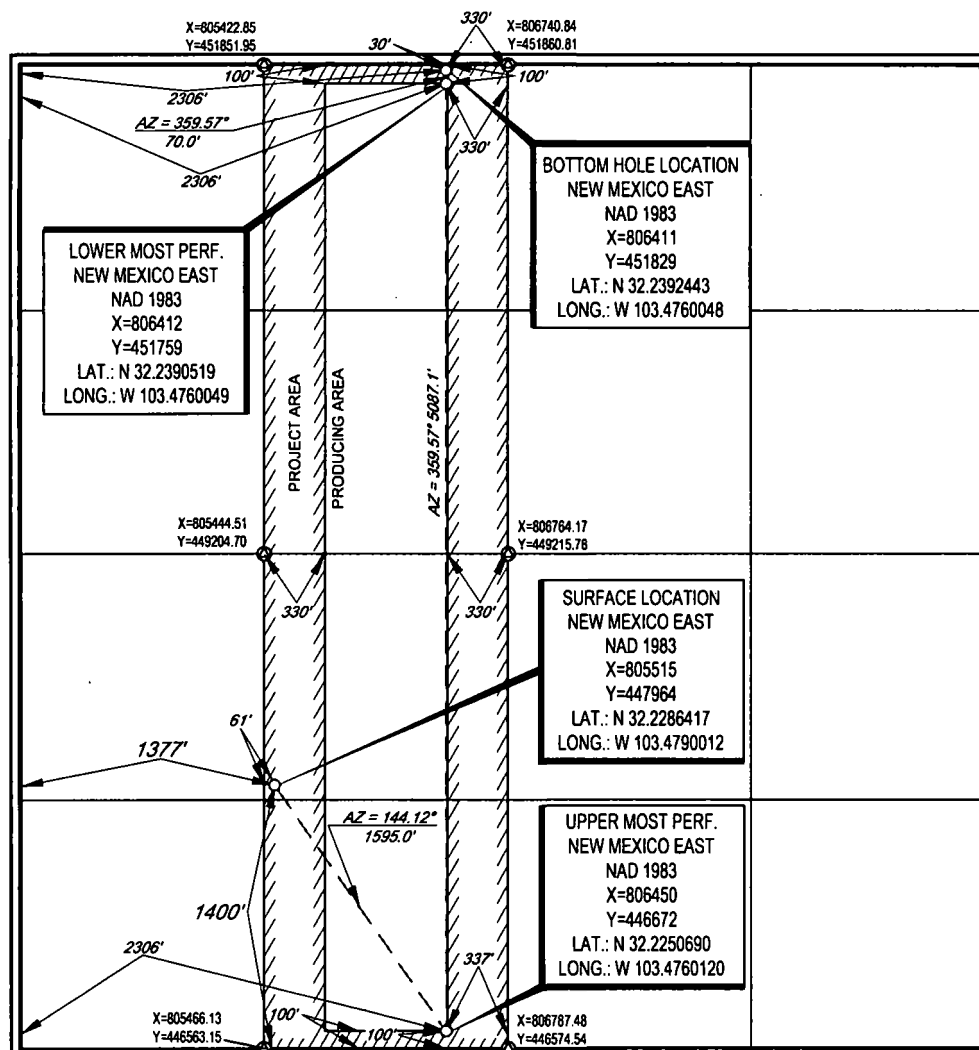 X=805422.85
Y=451851.95
330'
X=806740.84
Y=451860.81
30'
100'
100'
2306'
AZ = 359.57°
70.0'
330'
2306'
BOTTOM HOLE LOCATION
NEW MEXICO EAST
NAD 1983
X=806411
Y=451829
LAT.: N 32.2392443
LONG.: W 103.4760048
LOWER MOST PERF.
NEW MEXICO EAST
NAD 1983
X=806412
Y=451759
LAT.: N 32.2390519
LONG.: W 103.4760049
PROJECT AREA
PRODUCING AREA
AZ = 359.57° 5087.1'
X=805444.51
Y=449204.70
X=806764.17
Y=449215.78
330'
330'
SURFACE LOCATION
NEW MEXICO EAST
NAD 1983
X=805515
Y=447964
LAT.: N 32.2286417
LONG.: W 103.4790012
61'
1377'
AZ = 144.12°
1595.0'
UPPER MOST PERF.
NEW MEXICO EAST
NAD 1983
X=806450
Y=446672
LAT.: N 32.2250690
LONG.: W 103.4760120
1400'
2306'
337'
100'
100'
X=805466.13
Y=446563.15
X=806787.48
Y=446574.54